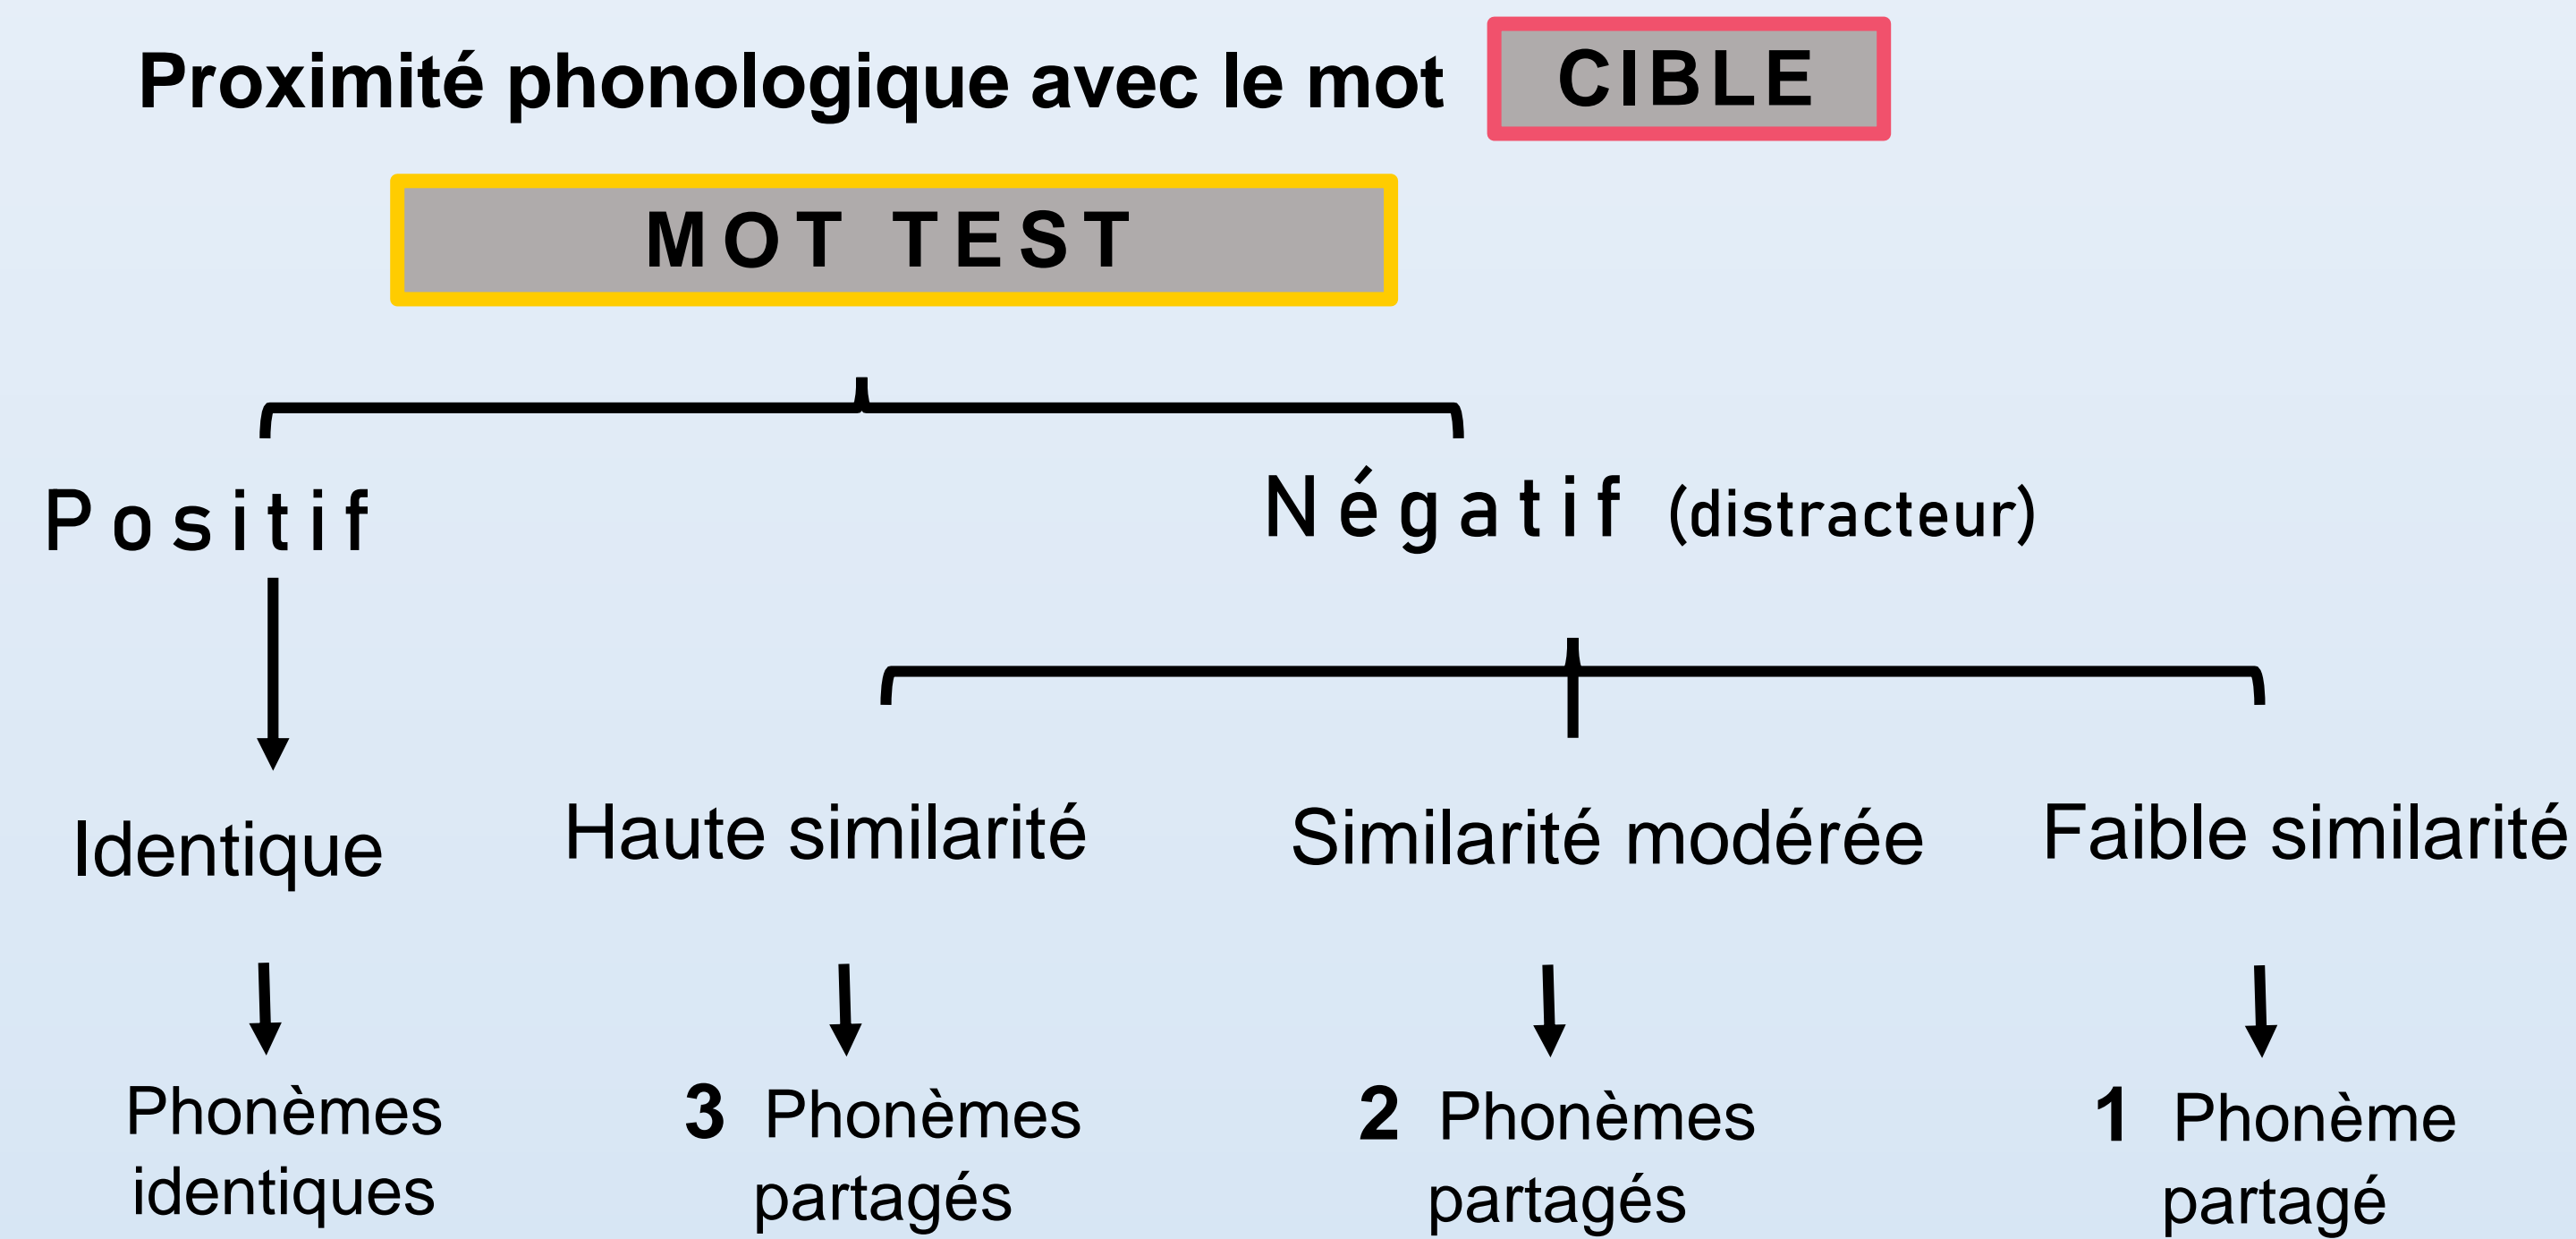 Proximité phonologique avec le mot CIBLE
MOT TEST
Positif
Négatif (distracteur)
Identique
Haute similarité
Similarité modérée
Faible similarité
Phonèmes
identiques
3 Phonèmes
partagés
2 Phonèmes
partagés
1 Phonème
partagé